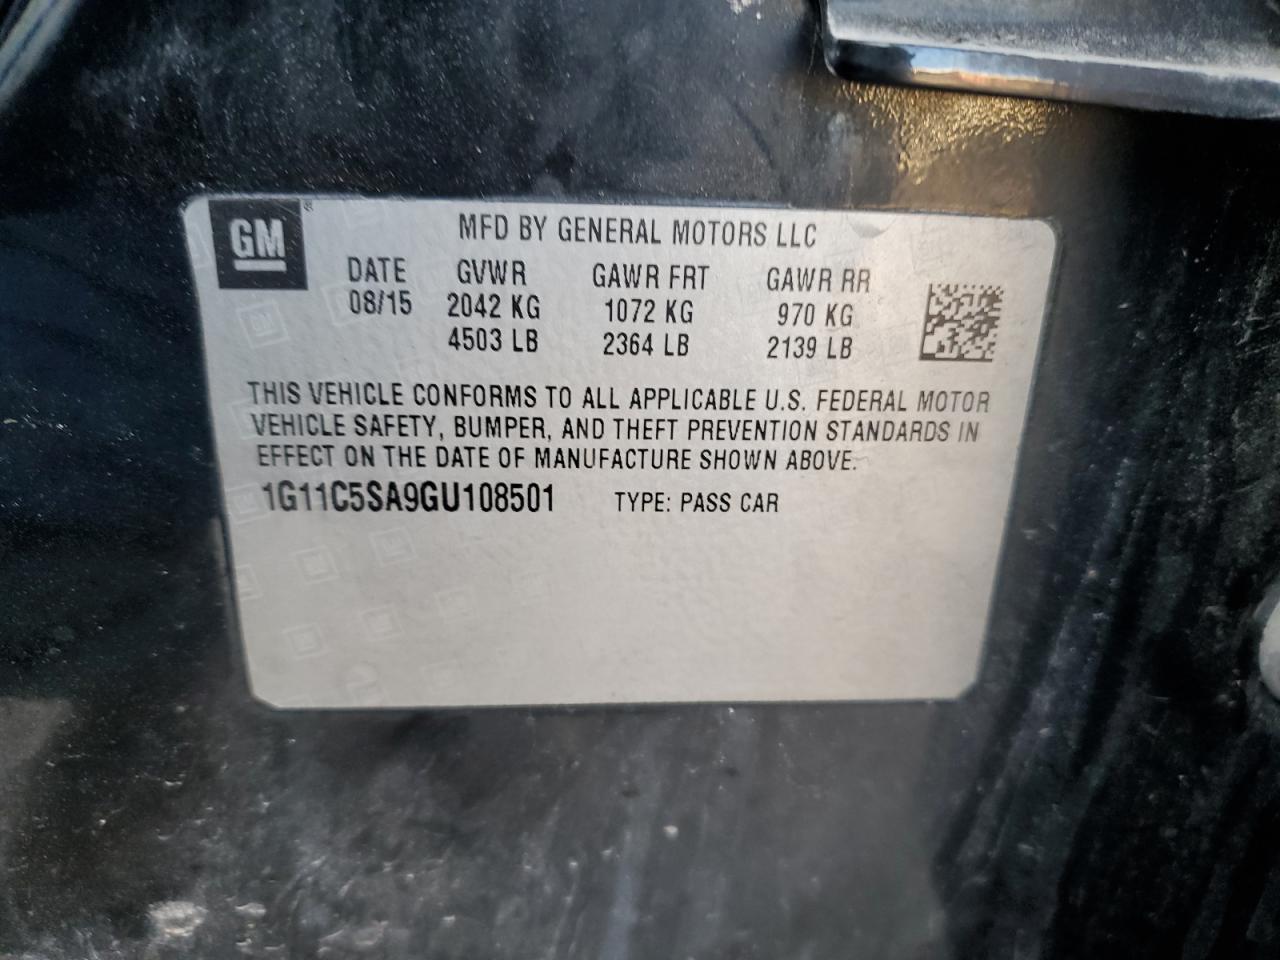 GM®
MFD BY GENERAL MOTORS LLC
DATE GVWR GAWR FRT GAWR RR
08/15 2042 KG 1072 KG 970 KG
4503 LB 2364 LB 2139 LB
THIS VEHICLE CONFORMS TO ALL APPLICABLE U.S. FEDERAL MOTOR
VEHICLE SAFETY, BUMPER, AND THEFT PREVENTION STANDARDS IN
EFFECT ON THE DATE OF MANUFACTURE SHOWN ABOVE.
1G11C5SA9GU108501 TYPE: PASS CAR